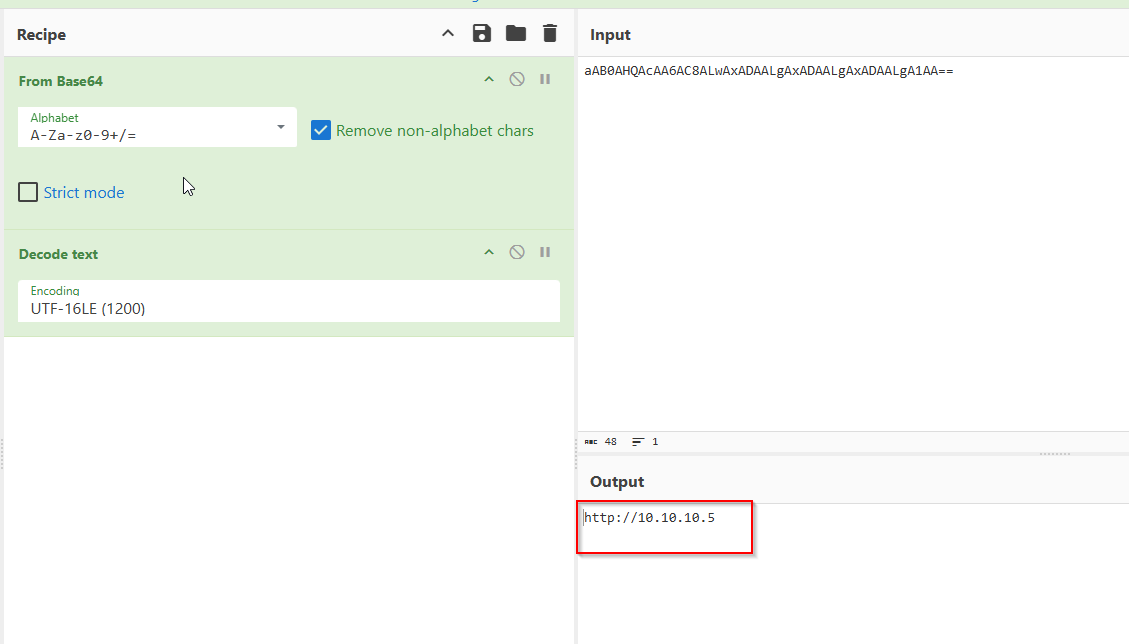 Recipe
From Base64
Alphabet
A-Za-z0-9+/=
Remove non-alphabet chars
Strict mode
Decode text
Encoding
UTF-16LE (1200)
Input
aAB0AHQAcAA6AC8ALwAxADAALgAxADAALgAxADAALgA1AA==
ABC 48 1
Output
http://10.10.10.5